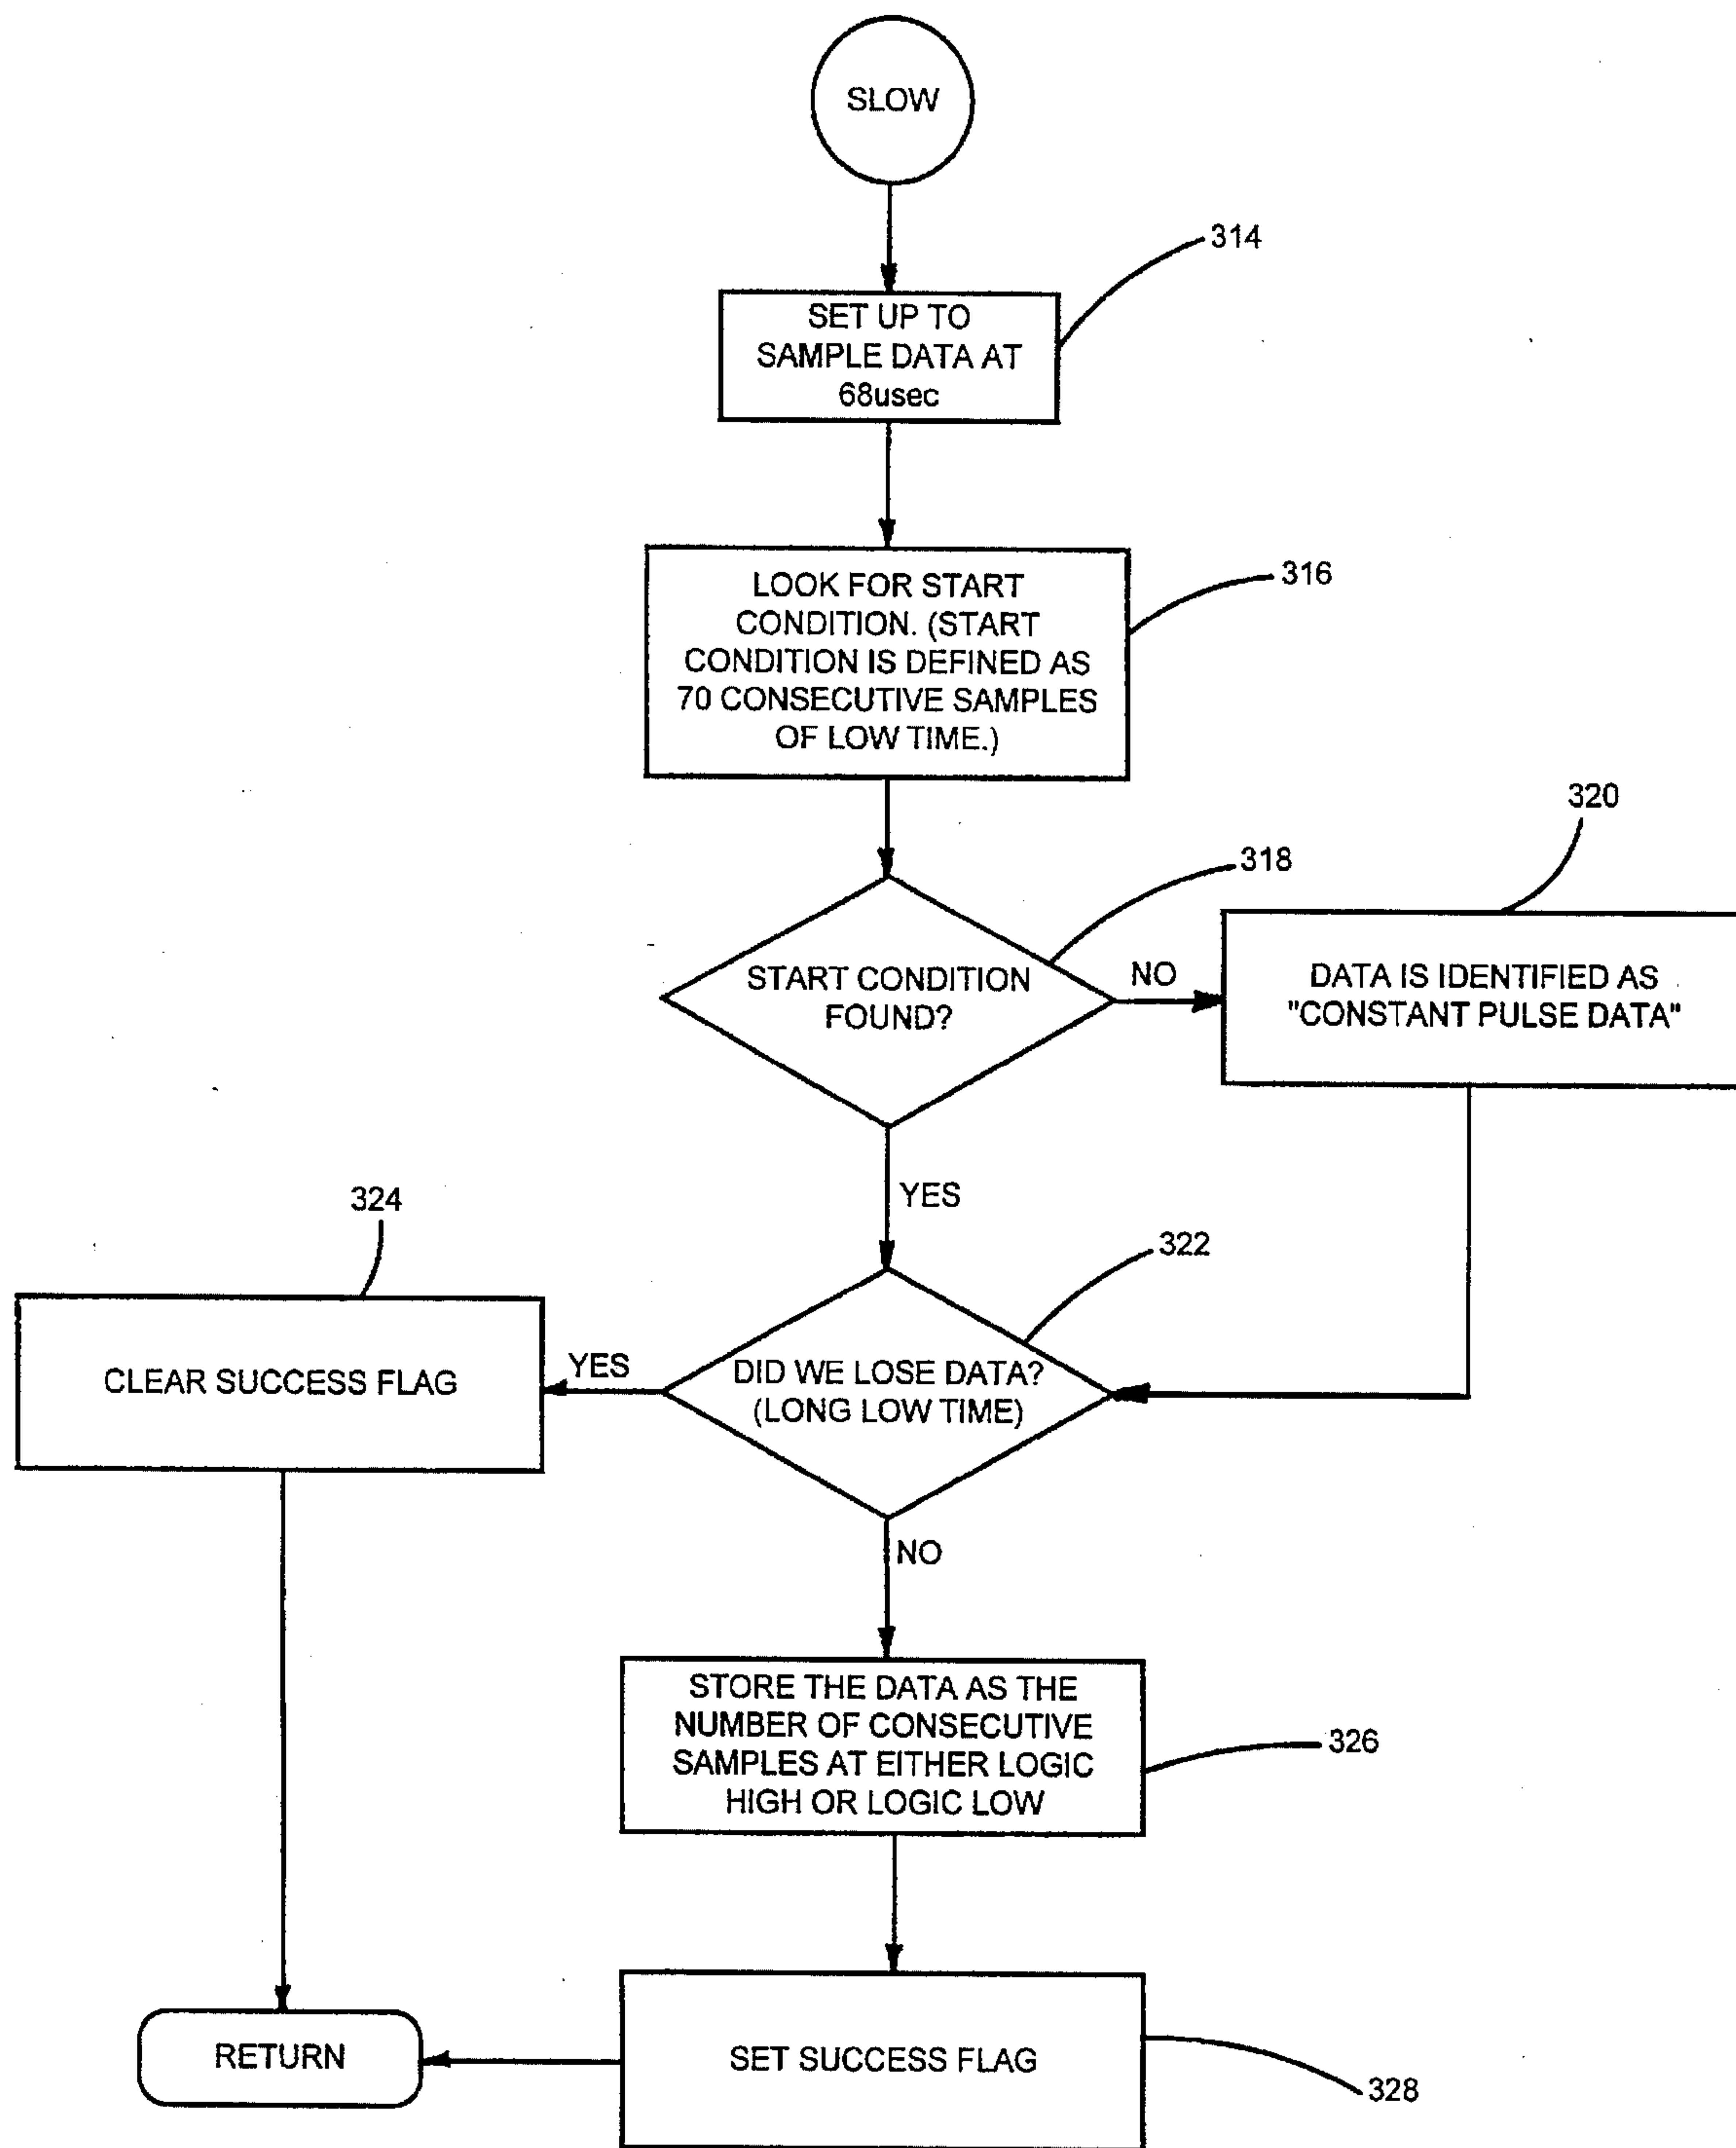 SLOW
314
SET UP TO
SAMPLE DATA AT
68usec
316
LOOK FOR START
CONDITION. (START
CONDITION IS DEFINED AS
70 CONSECUTIVE SAMPLES
OF LOW TIME.)
318
START CONDITION
FOUND?
NO
320
DATA IS IDENTIFIED AS
"CONSTANT PULSE DATA"
YES
322
DID WE LOSE DATA?
(LONG LOW TIME)
YES
324
CLEAR SUCCESS FLAG
NO
STORE THE DATA AS THE
NUMBER OF CONSECUTIVE
SAMPLES AT EITHER LOGIC
HIGH OR LOGIC LOW
326
SET SUCCESS FLAG
328
RETURN